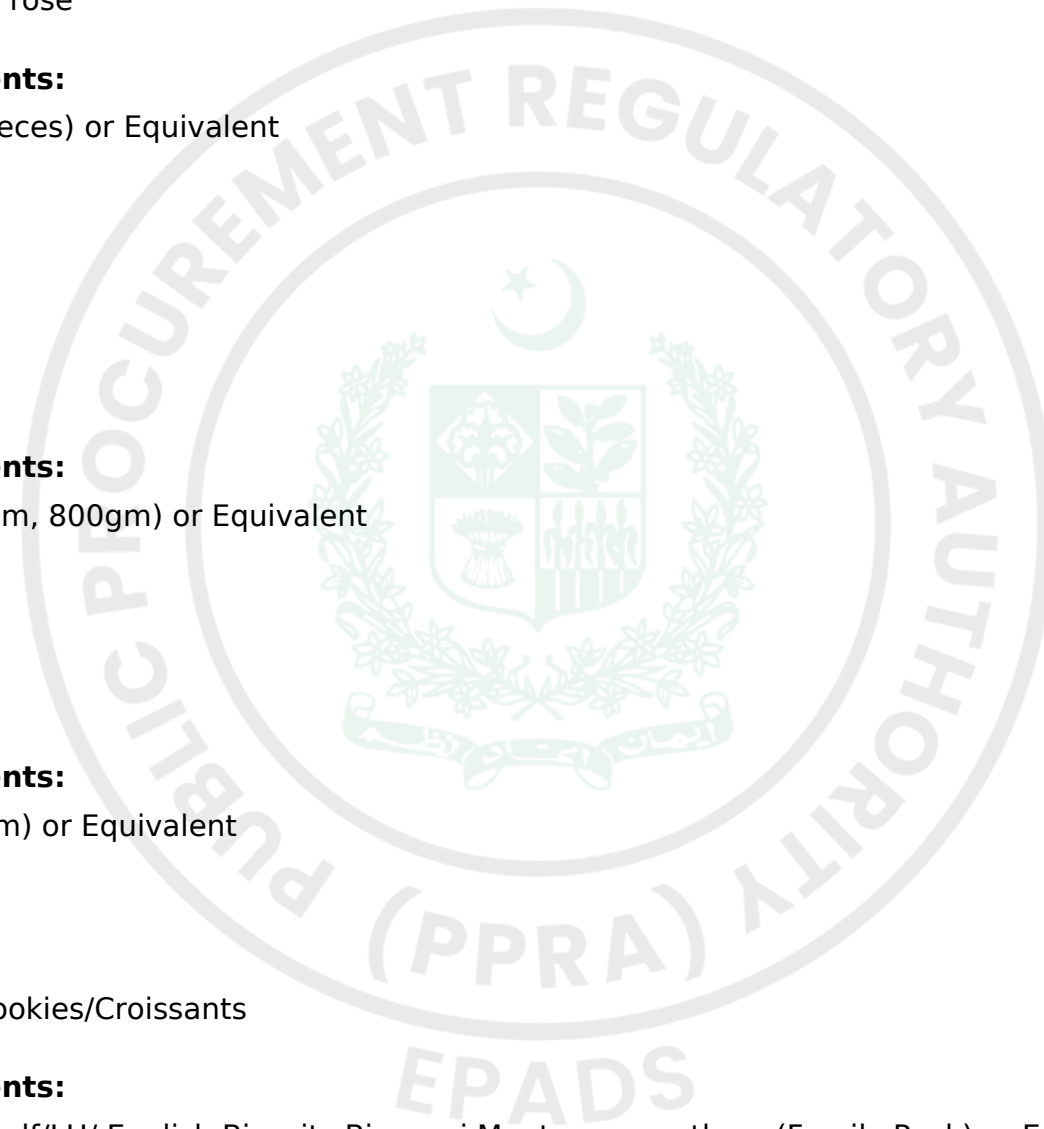 rose
nts:
eces) or Equivalent
nts:
m, 800gm) or Equivalent
nts:
m) or Equivalent
ookies/Croissants
nts:
PUBLIC PROCUREMENT REGULATORY AUTHORITY
(PPRA)
EPADS